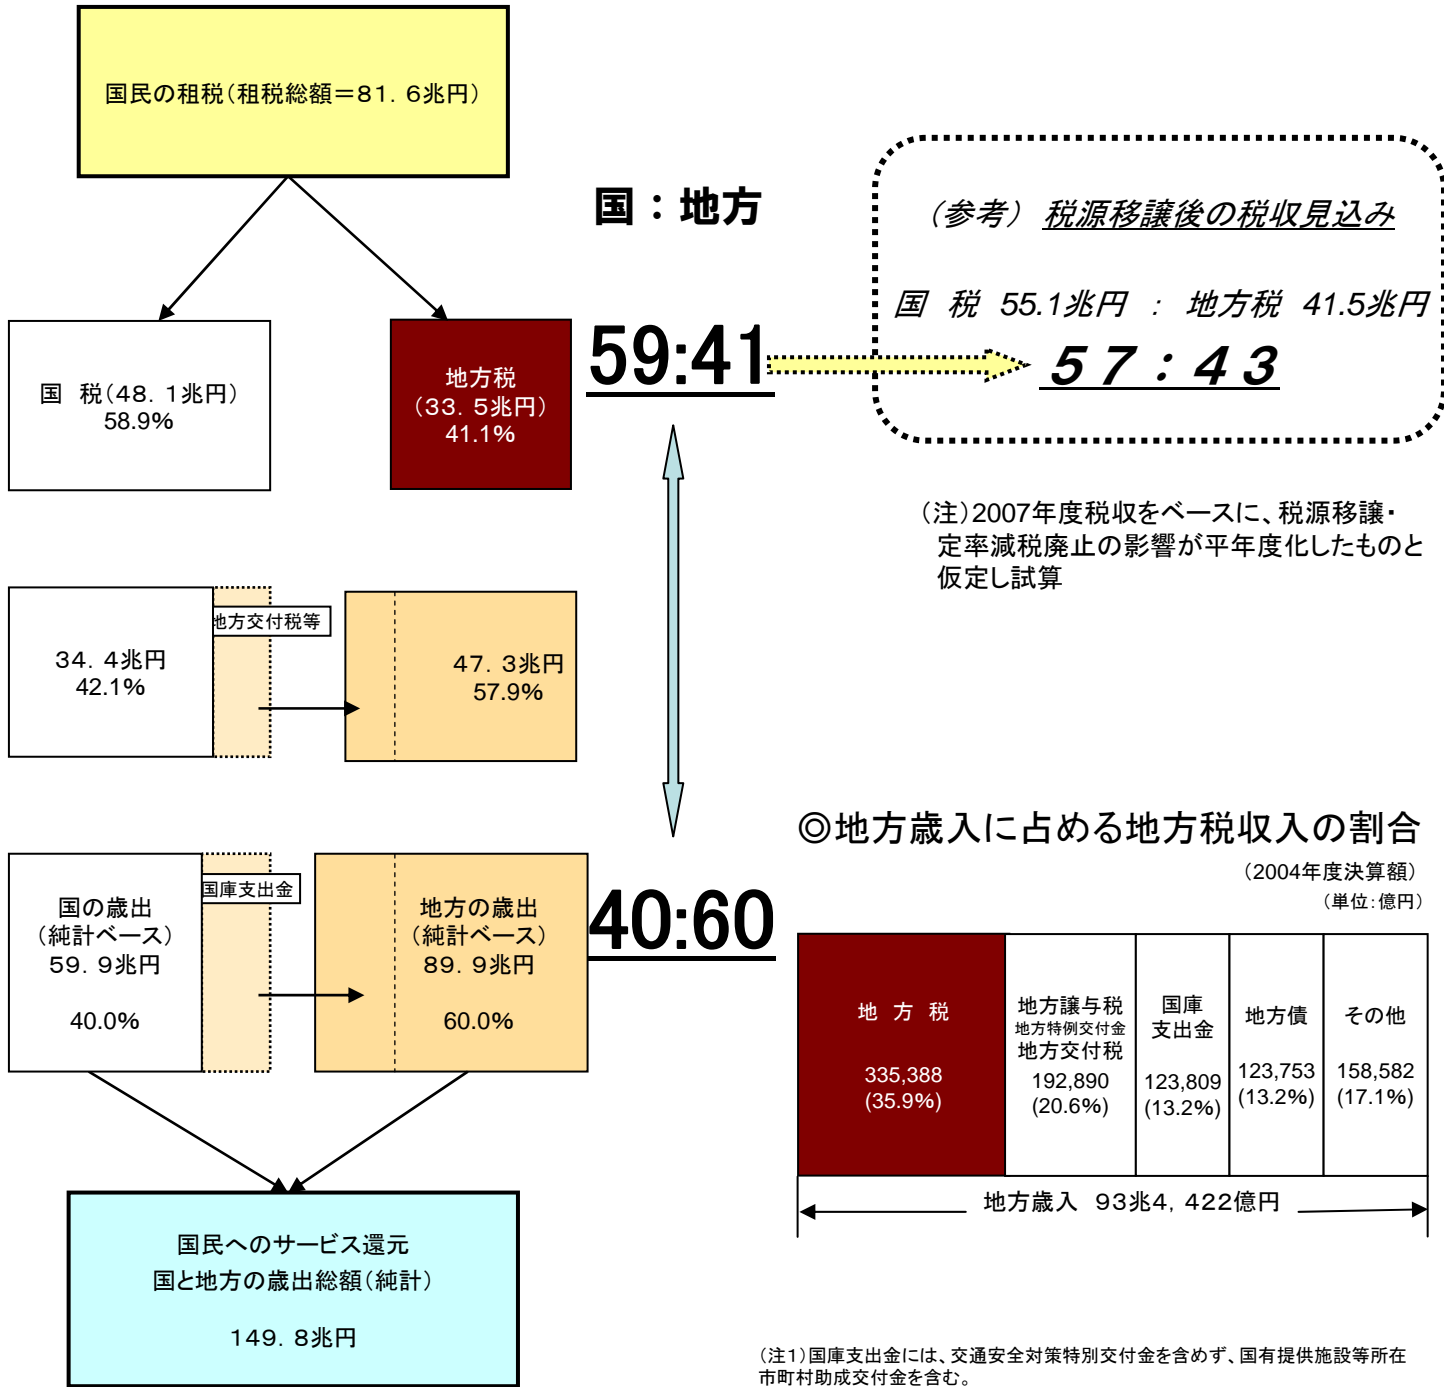 国民の租税（租税総額＝８１．６兆円）
国：地方
（参考） 税源移譲後の税収見込み
国　税　55.1兆円　：　地方税　41.5兆円
５７：４３
59:41
国　税（４８．１兆円）
58.9%
地方税
（３３．５兆円）
41.1%
（注）2007年度税収をベースに、税源移譲・
定率減税廃止の影響が平年度化したものと
仮定し試算
地方交付税等
３４．４兆円
42.1%
４７．３兆円
57.9%
国庫支出金
国の歳出
（純計ベース）
５９．９兆円
40.0%
地方の歳出
（純計ベース）
８９．９兆円
60.0%
40:60
◎地方歳入に占める地方税収入の割合
（2004年度決算額）
（単位：億円）
地　方　税
335,388
(35.9%)
地方譲与税
地方特例交付金
地方交付税
192,890
(20.6%)
国庫
支出金
123,809
(13.2%)
地方債
123,753
(13.2%)
その他
158,582
(17.1%)
地方歳入　９３兆４，４２２億円
国民へのサービス還元
国と地方の歳出総額（純計）
１４９．８兆円
（注１）国庫支出金には、交通安全対策特別交付金を含めず、国有提供施設等所在
市町村助成交付金を含む。